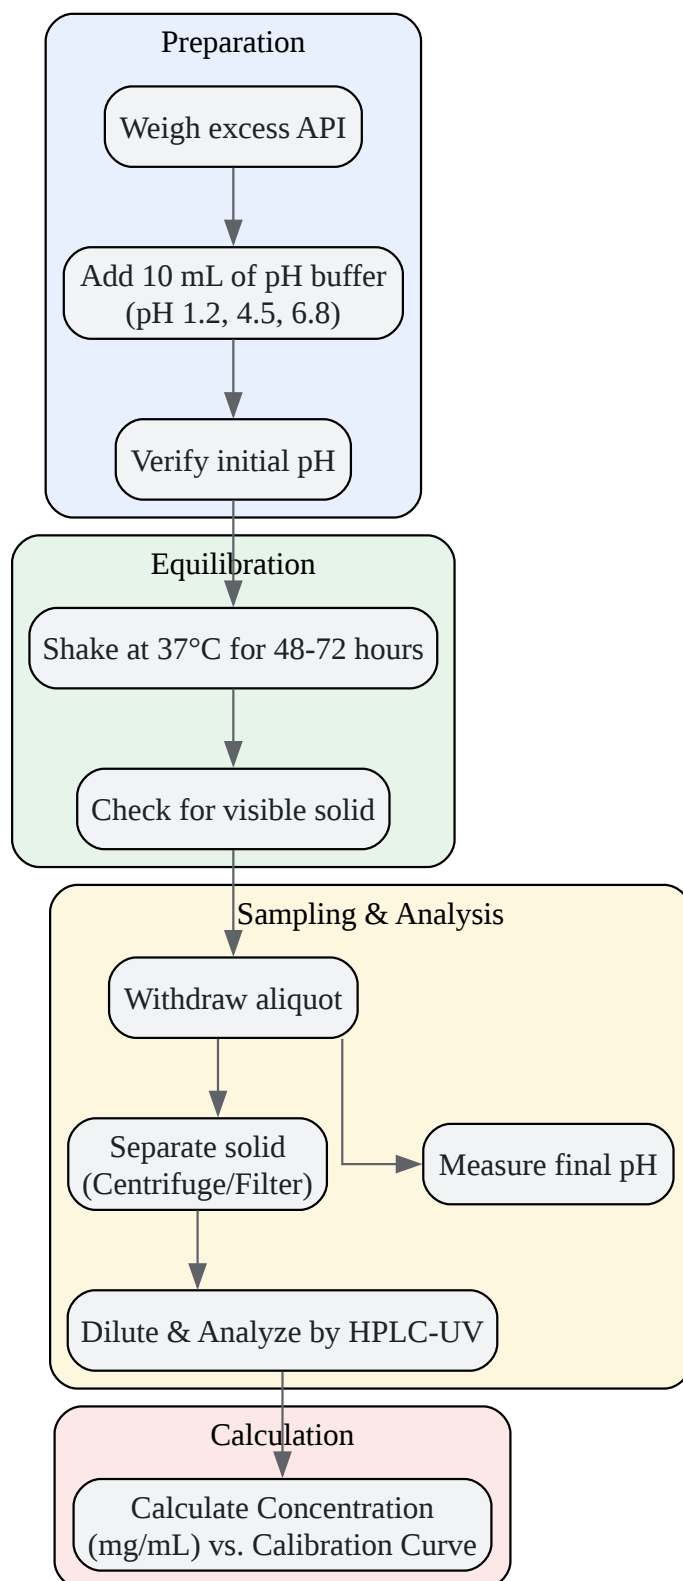 Preparation
Weigh excess API
Add 10 mL of pH buffer
(pH 1.2, 4.5, 6.8)
Verify initial pH
Equilibration
Shake at 37°C for 48-72 hours
Check for visible solid
Sampling & Analysis
Withdraw aliquot
Separate solid
(Centrifuge/Filter)
Measure final pH
Dilute & Analyze by HPLC-UV
Calculation
Calculate Concentration
(mg/mL) vs. Calibration Curve